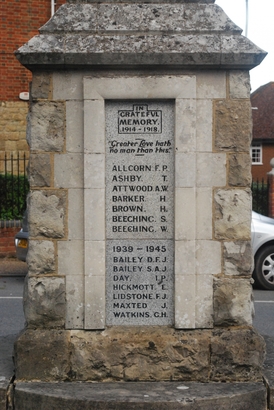 IN
GRATEFUL
MEMORY
1914 - 1918
"Greater Love hath
no man than this."
ALLCORN F. P.
ASHBY T.
ATTWOOD A. W.
BARKER H.
BROWN. H.
BEECHING. S.
BEECHING. W.
1939 - 1945
BAILEY D. F. J.
BAILEY S. A. J.
DAY. I. P.
HICKMOTT E.
LIDSTONE. F. J.
MAXTED J.
WATKINS. G. H.